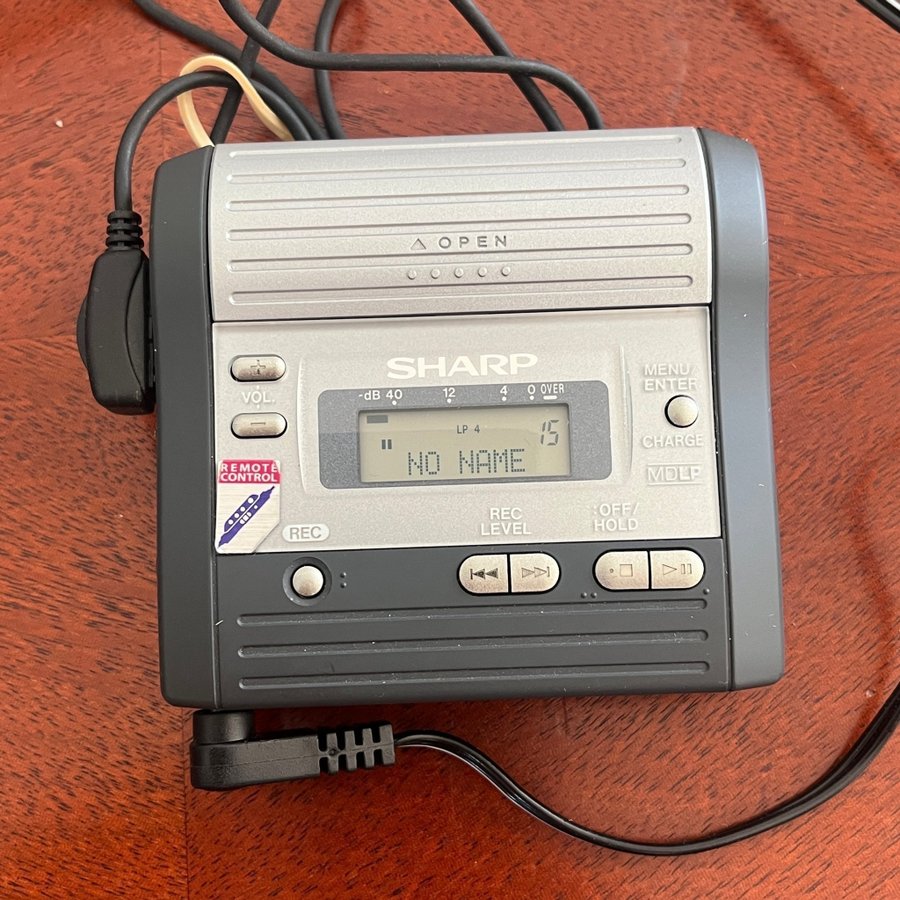 OPEN
SHARP
-dB 40 12 4 0 OVER
LP 4 15
NO NAME
VOL.
MENU/
ENTER
CHARGE
MDLP
REMOTE
CONTROL
REC
REC
LEVEL
:OFF/
HOLD